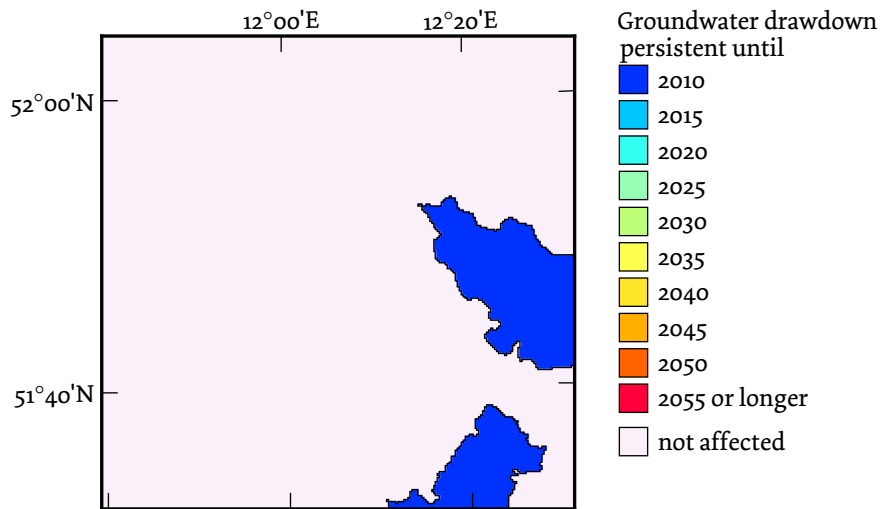 12°00'E
12°20'E
52°00'N
51°40'N
Groundwater drawdown
persistent until
2010
2015
2020
2025
2030
2035
2040
2045
2050
2055 or longer
not affected